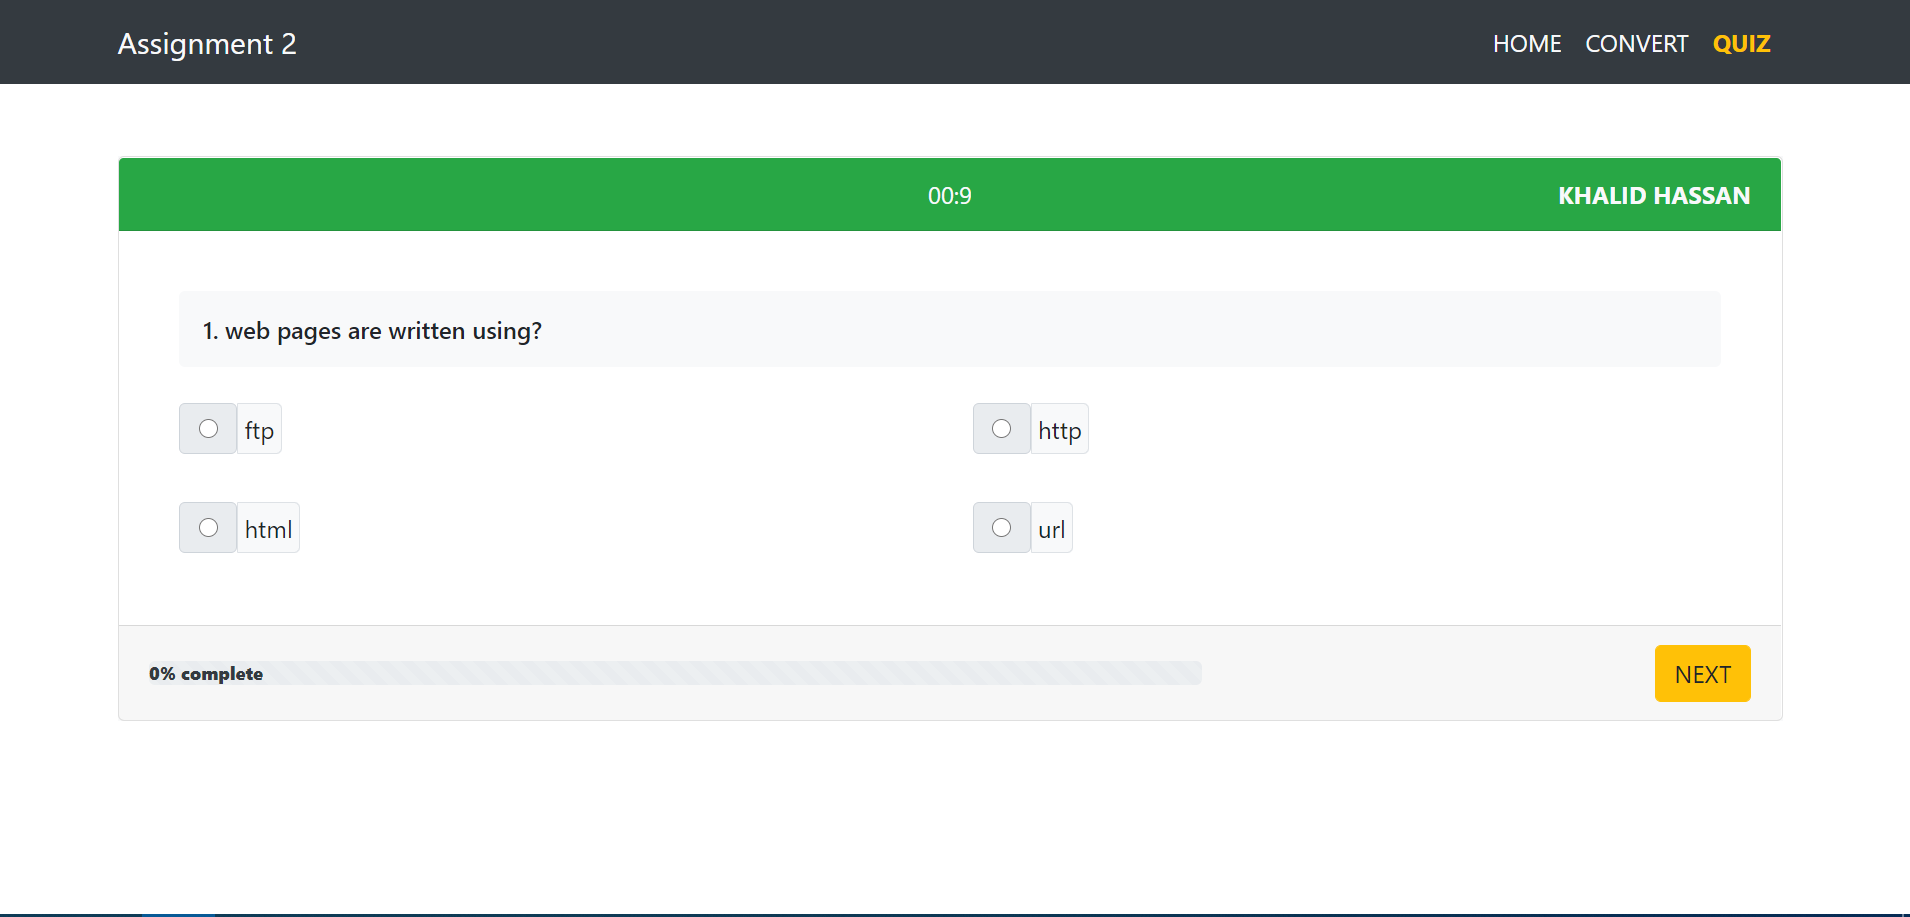 Assignment 2
HOME CONVERT QUIZ
00:9
KHALID HASSAN
1. web pages are written using?
ftp
http
html
url
0% complete
NEXT